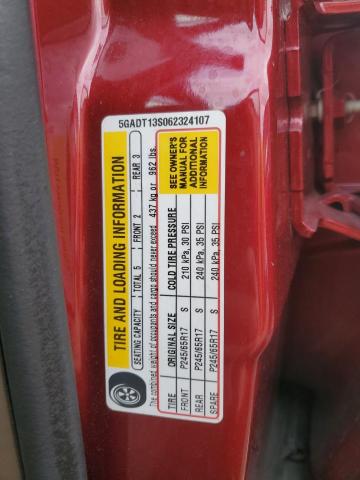 5GADT13S062324107
TIRE AND LOADING INFORMATION
SEATING CAPACITY TOTAL 5 FRONT 2 REAR 3
The combined weight of occupants and cargo should never exceed 437 kg or 962 lbs.
TIRE ORIGINAL SIZE COLD TIRE PRESSURE
FRONT P245/65R17 S 210 kPa, 30 PSI
REAR P245/65R17 S 240 kPa, 35 PSI
SPARE P245/65R17 S 240 kPa, 35 PSI
SEE OWNER'S
MANUAL FOR
ADDITIONAL
INFORMATION